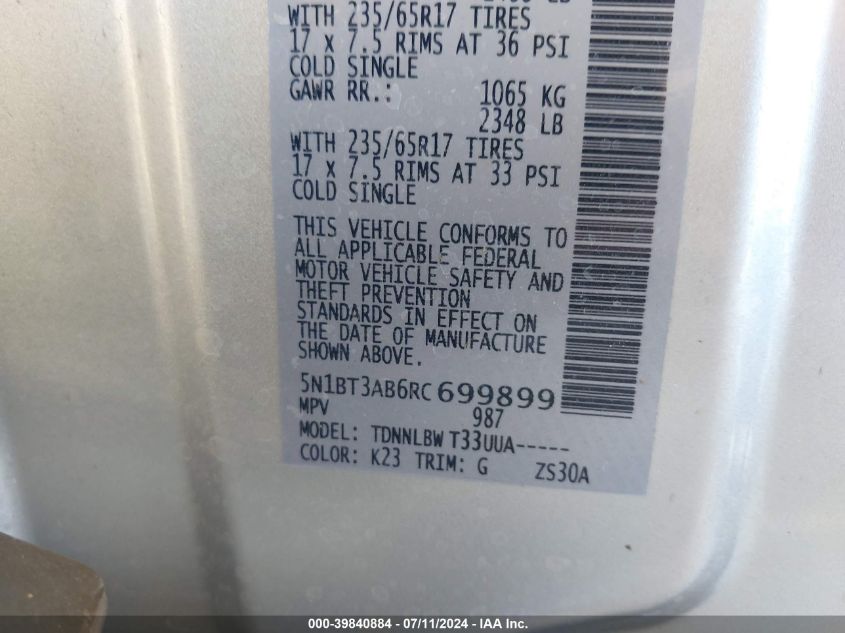 WITH 235/65R17 TIRES
17 x 7.5 RIMS AT 36 PSI
COLD SINGLE
GAWR RR.: 1065 KG
2348 LB
WITH 235/65R17 TIRES
17 x 7.5 RIMS AT 33 PSI
COLD SINGLE
THIS VEHICLE CONFORMS TO
ALL APPLICABLE FEDERAL
MOTOR VEHICLE SAFETY AND
THEFT PREVENTION
STANDARDS IN EFFECT ON
THE DATE OF MANUFACTURE
SHOWN ABOVE.
5N1BT3AB6RC 699899
MPV 987
MODEL: TDNNLBW T33UUA-----
COLOR: K23 TRIM: G ZS30A
000-39840884 / 07/11/2024 - IAA Inc.